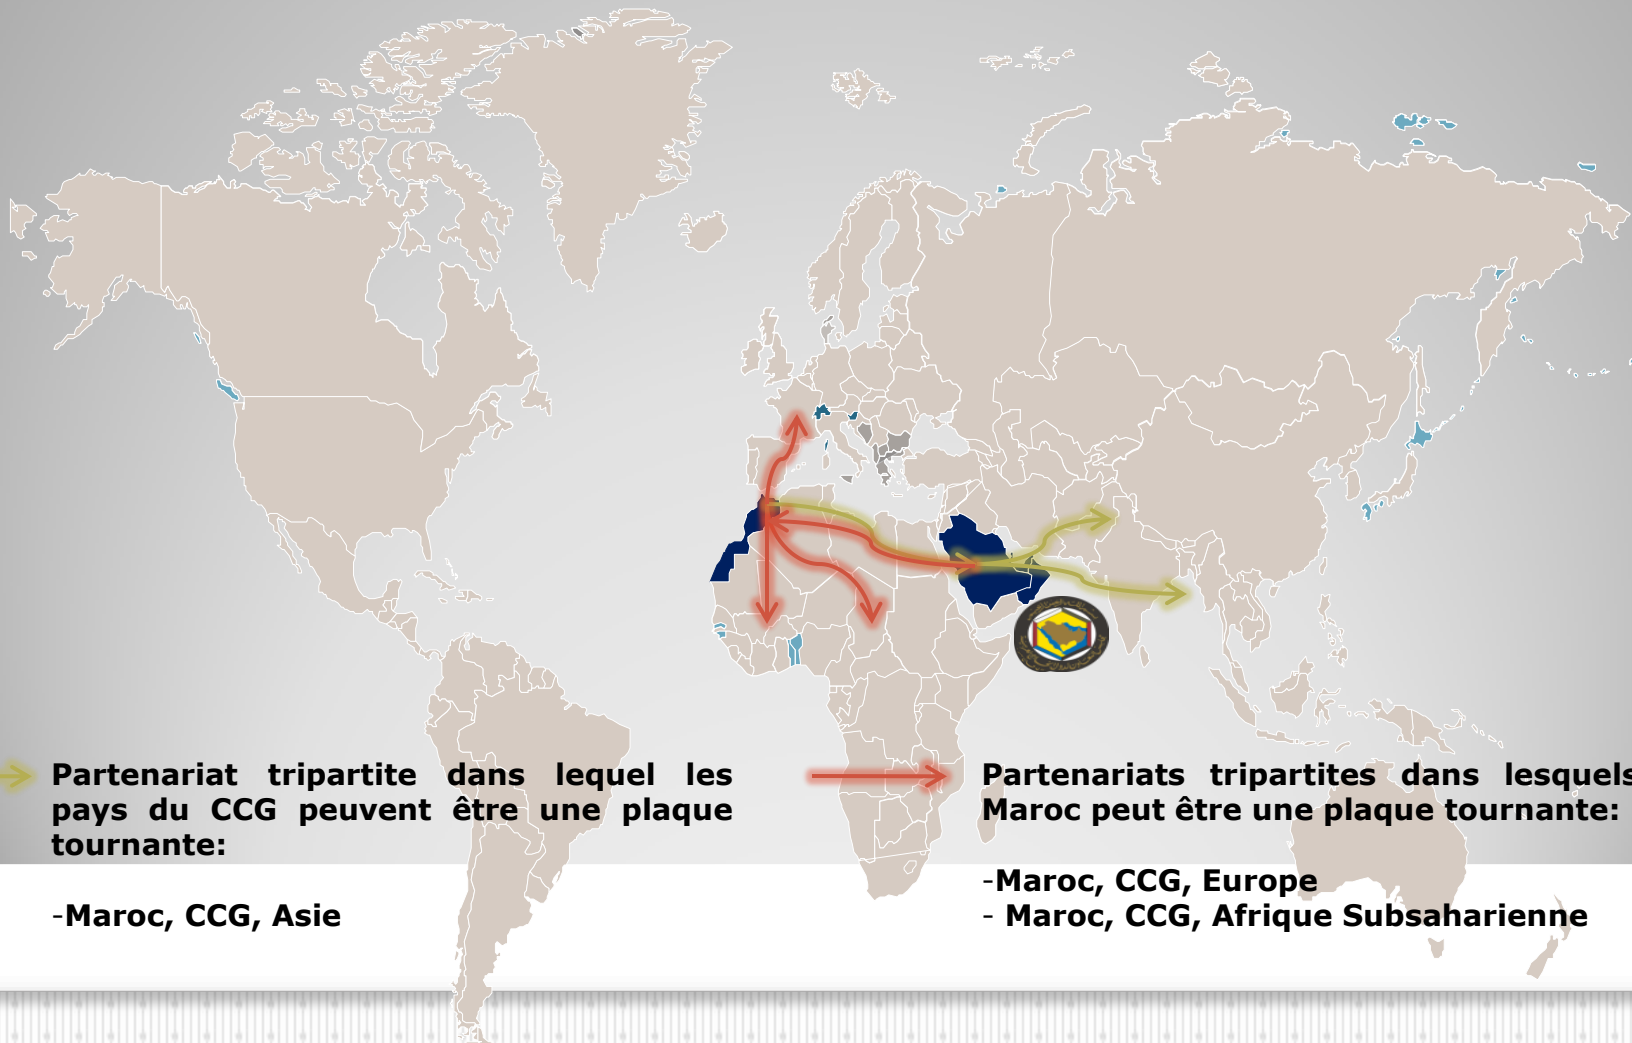 Partenariat tripartite dans lequel les
pays du CCG peuvent être une plaque
tournante:
-Maroc, CCG, Asie
Partenariats tripartites dans lesquels
Maroc peut être une plaque tournante:
-Maroc, CCG, Europe
- Maroc, CCG, Afrique Subsaharienne